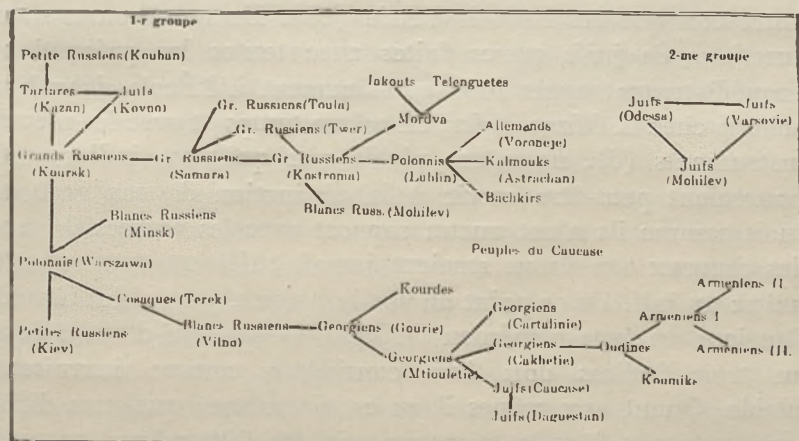 1-r groupe
Petite Russiens (Kouban)
Tartares
(Kazan)
Juifs
(Kovno)
Grands Russiens
(Koursk)
Gr Russiens
(Samara)
Gr. Russiens (Toula)
Gr. Russiens (Twer)
Gr Russiens
(Kostroma)
Blancs Russ. (Mohilev)
Iakouts Telenguetes
Mordva
Polonais
(Lublin)
Allemands
(Voroneje)
Kalmouks
(Astrachan)
Bachkirs
2-me groupe
Juifs
(Odessa)
Juifs
(Varsovie)
Juifs
(Mohilev)
Blancs Russiens
(Minsk)
Polonais (Warszawa)
Petites Russiens
(Kiev)
Cosaques (Terek)
Blancs Russiens
(Vilno)
Peuples du Caucase
Kourdes
Georgiens (Gourie)
Georgiens
(Mtiouletie)
Georgiens
(Cartalinie)
Georgiens
(Cakhetie)
Juifs (Caucase)
Juifs (Daguestan)
Oudines
Koumiks
Armeniens I
Armeniens II
Armeniens III.